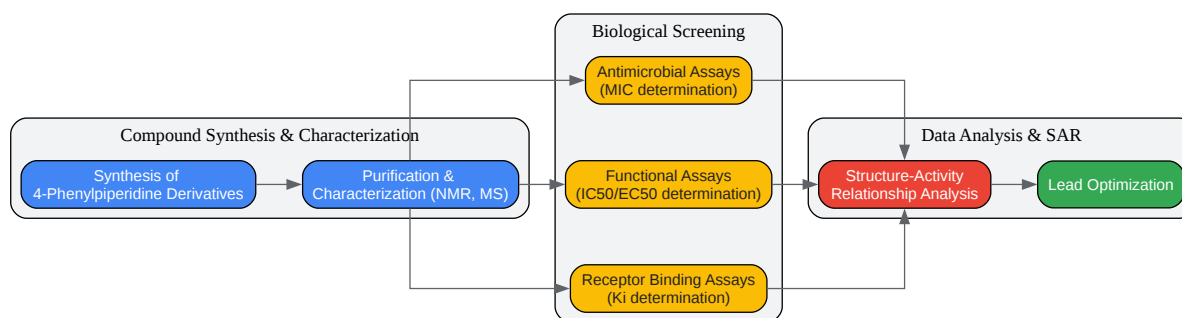 Compound Synthesis & Characterization
Synthesis of
4-Phenylpiperidine Derivatives
Purification &
Characterization (NMR, MS)
Biological Screening
Antimicrobial Assays
(MIC determination)
Functional Assays
(IC50/EC50 determination)
Receptor Binding Assays
(Ki determination)
Data Analysis & SAR
Structure-Activity
Relationship Analysis
Lead Optimization